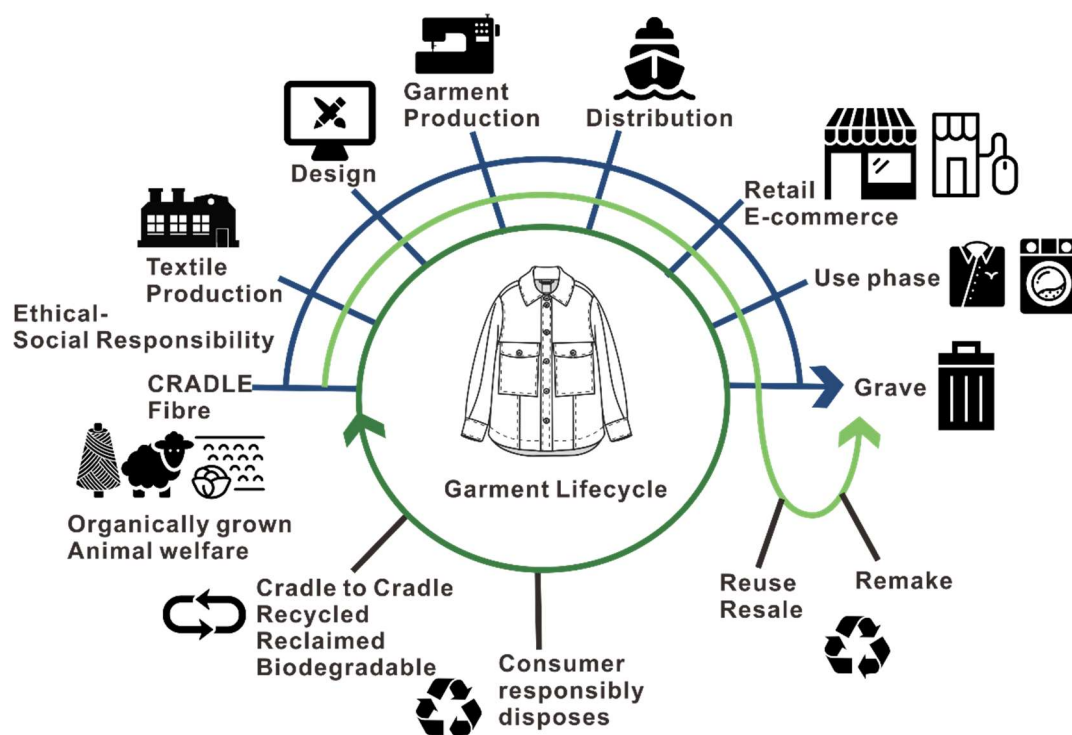 Garment
Production
Distribution
Design
Retail
E-commerce
Textile
Production
Use phase
Ethical-
Social Responsibility
CRADLE
Fibre
Grave
Garment Lifecycle
Organically grown
Animal welfare
Cradle to Cradle
Recycled
Reclaimed
Biodegradable
Consumer
responsibly
disposes
Reuse
Resale
Remake